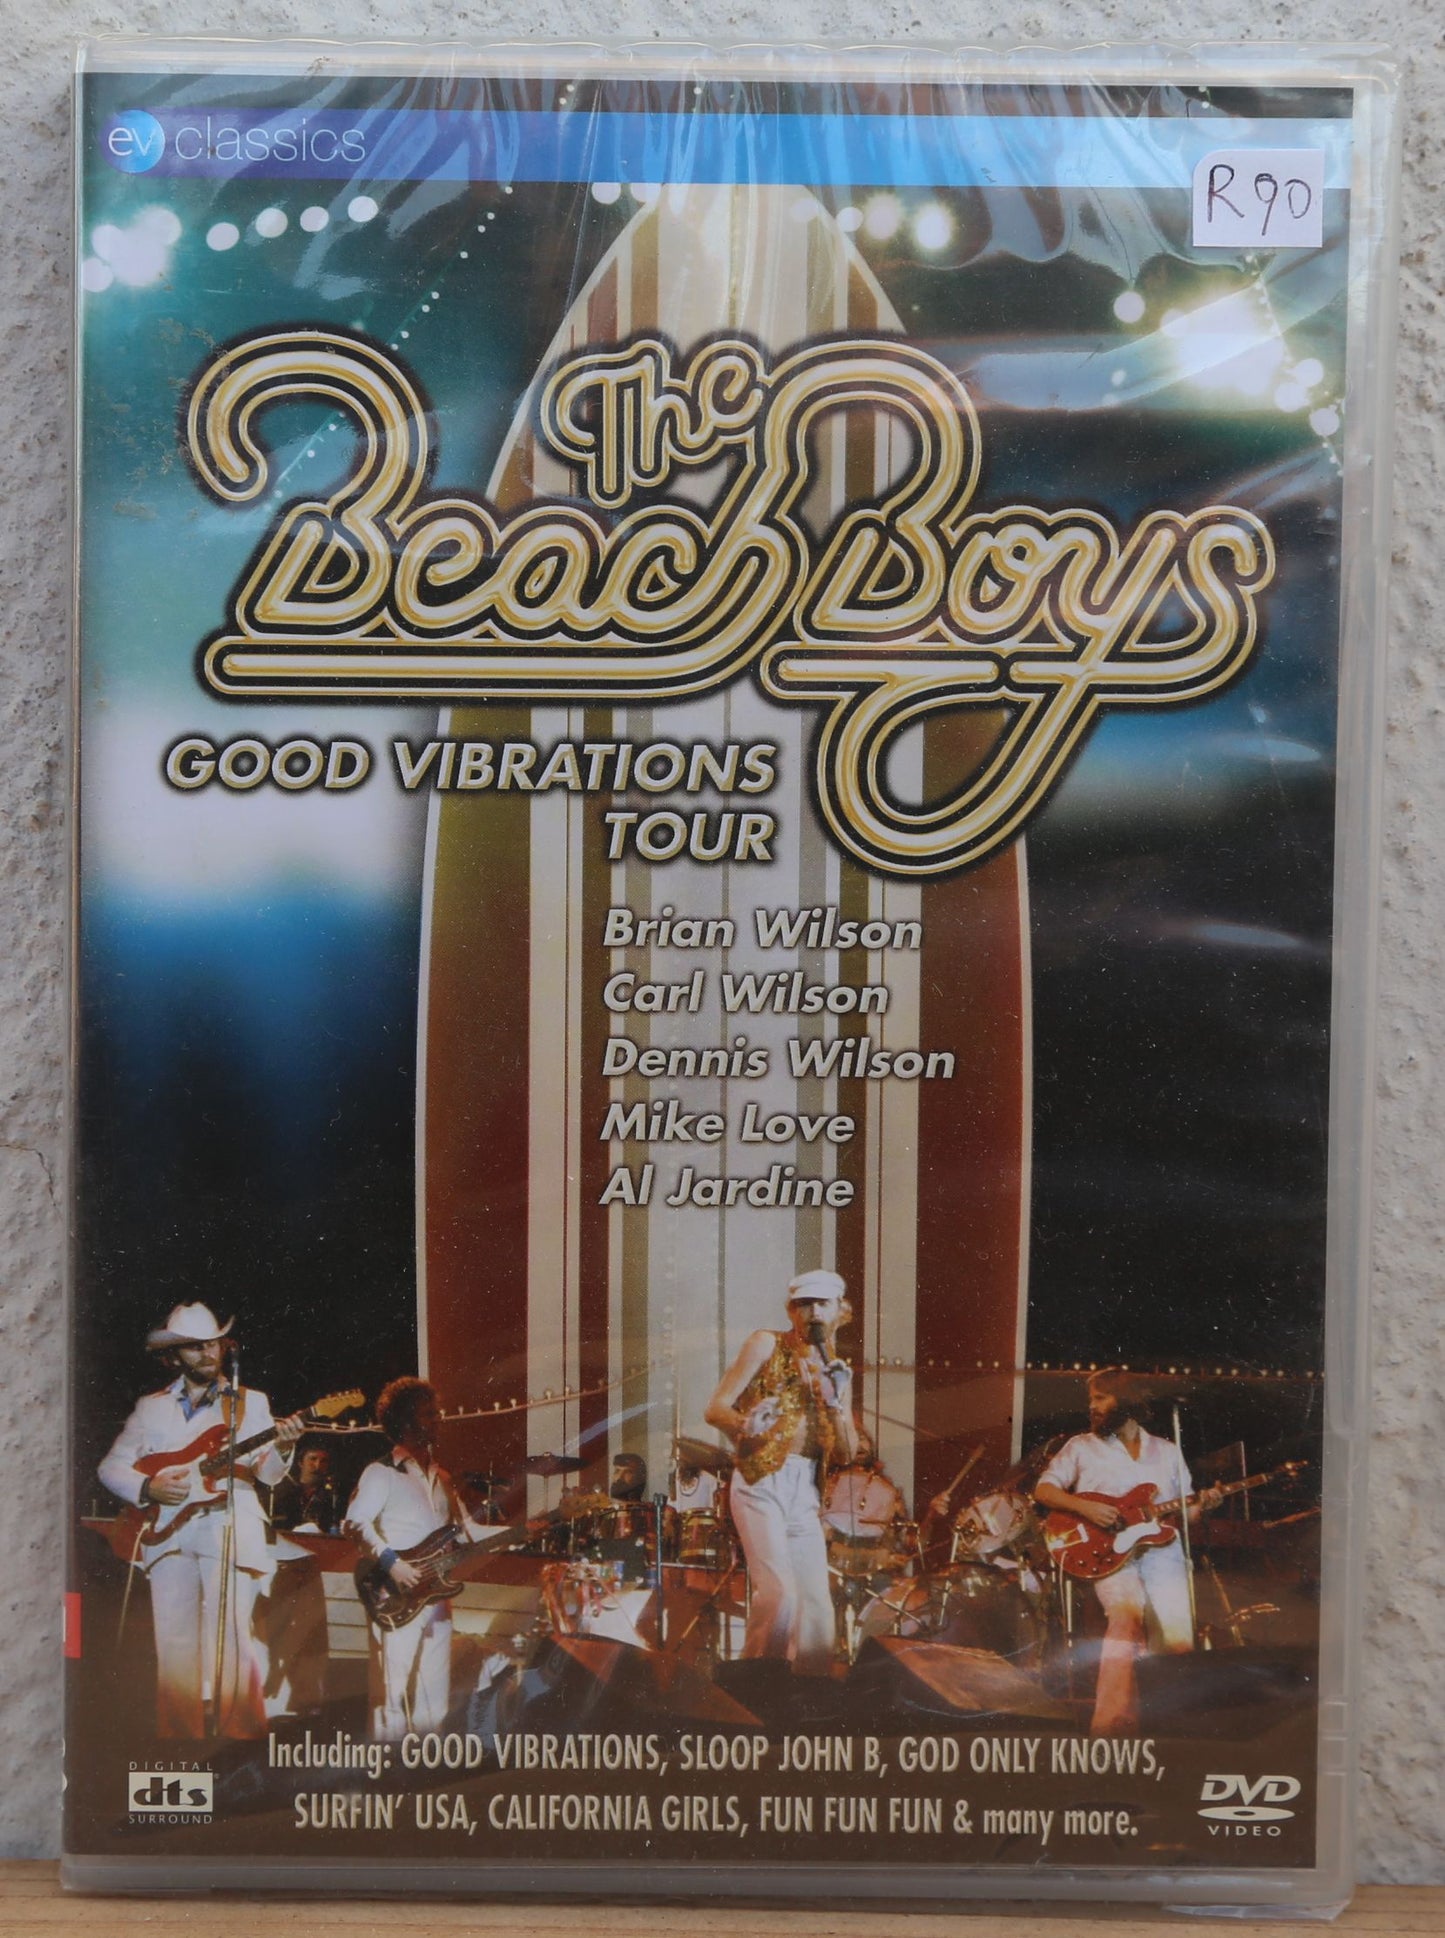 ev classics
R90
The
Beach Boys
GOOD VIBRATIONS
TOUR
Brian Wilson
Carl Wilson
Dennis Wilson
Mike Love
Al Jardine
Including: GOOD VIBRATIONS, SLOOP JOHN B, GOD ONLY KNOWS,
SURFIN' USA, CALIFORNIA GIRLS, FUN FUN FUN & many more.
DIGITAL
dts
SURROUND
DVD
VIDEO